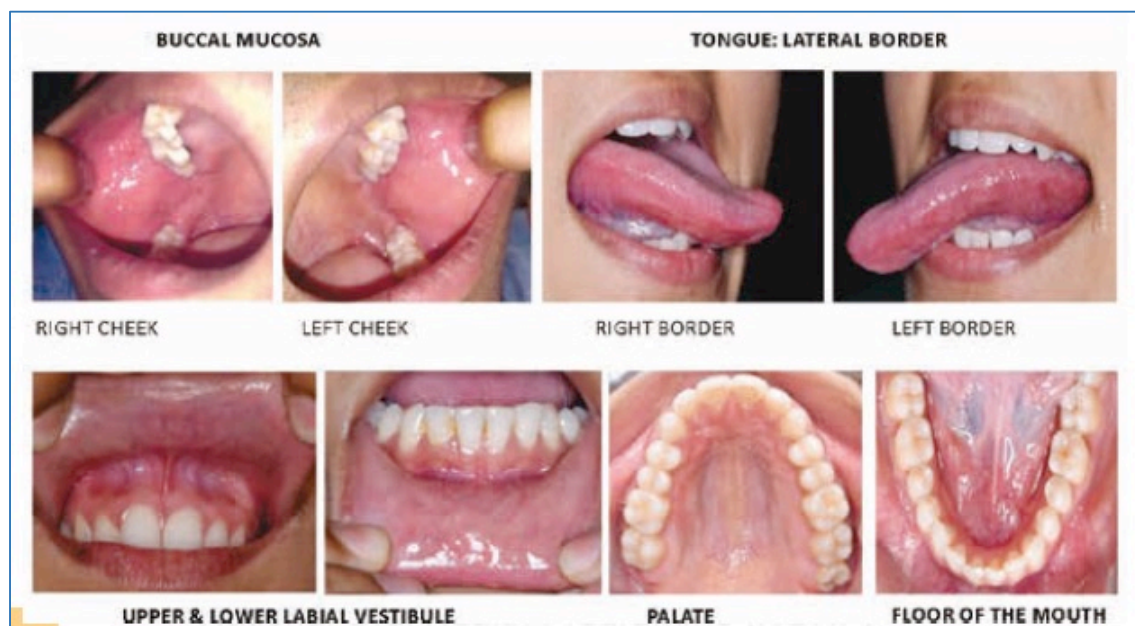 BUCCAL MUCOSA
TONGUE: LATERAL BORDER
RIGHT CHEEK
LEFT CHEEK
RIGHT BORDER
LEFT BORDER
UPPER & LOWER LABIAL VESTIBULE
PALATE
FLOOR OF THE MOUTH